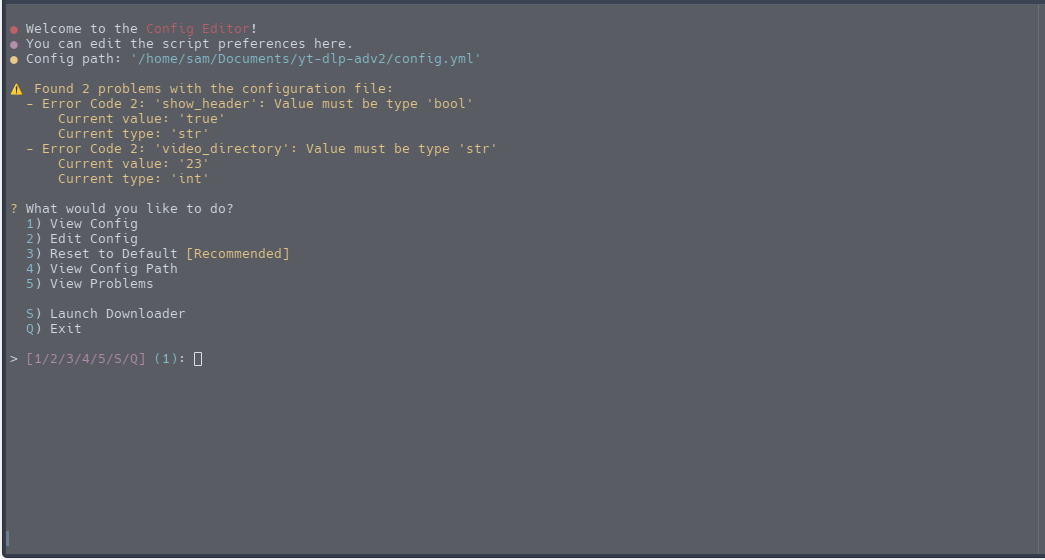 ● Welcome to the Config Editor!
● You can edit the script preferences here.
● Config path: '/home/sam/Documents/yt-dlp-adv2/config.yml'
⚠ Found 2 problems with the configuration file:
– Error Code 2: 'show_header': Value must be type 'bool'
Current value: 'true'
Current type: 'str'
– Error Code 2: 'video_directory': Value must be type 'str'
Current value: '23'
Current type: 'int'
? What would you like to do?
1) View Config
2) Edit Config
3) Reset to Default [Recommended]
4) View Config Path
5) View Problems
S) Launch Downloader
Q) Exit
> [1/2/3/4/5/S/Q] (1):